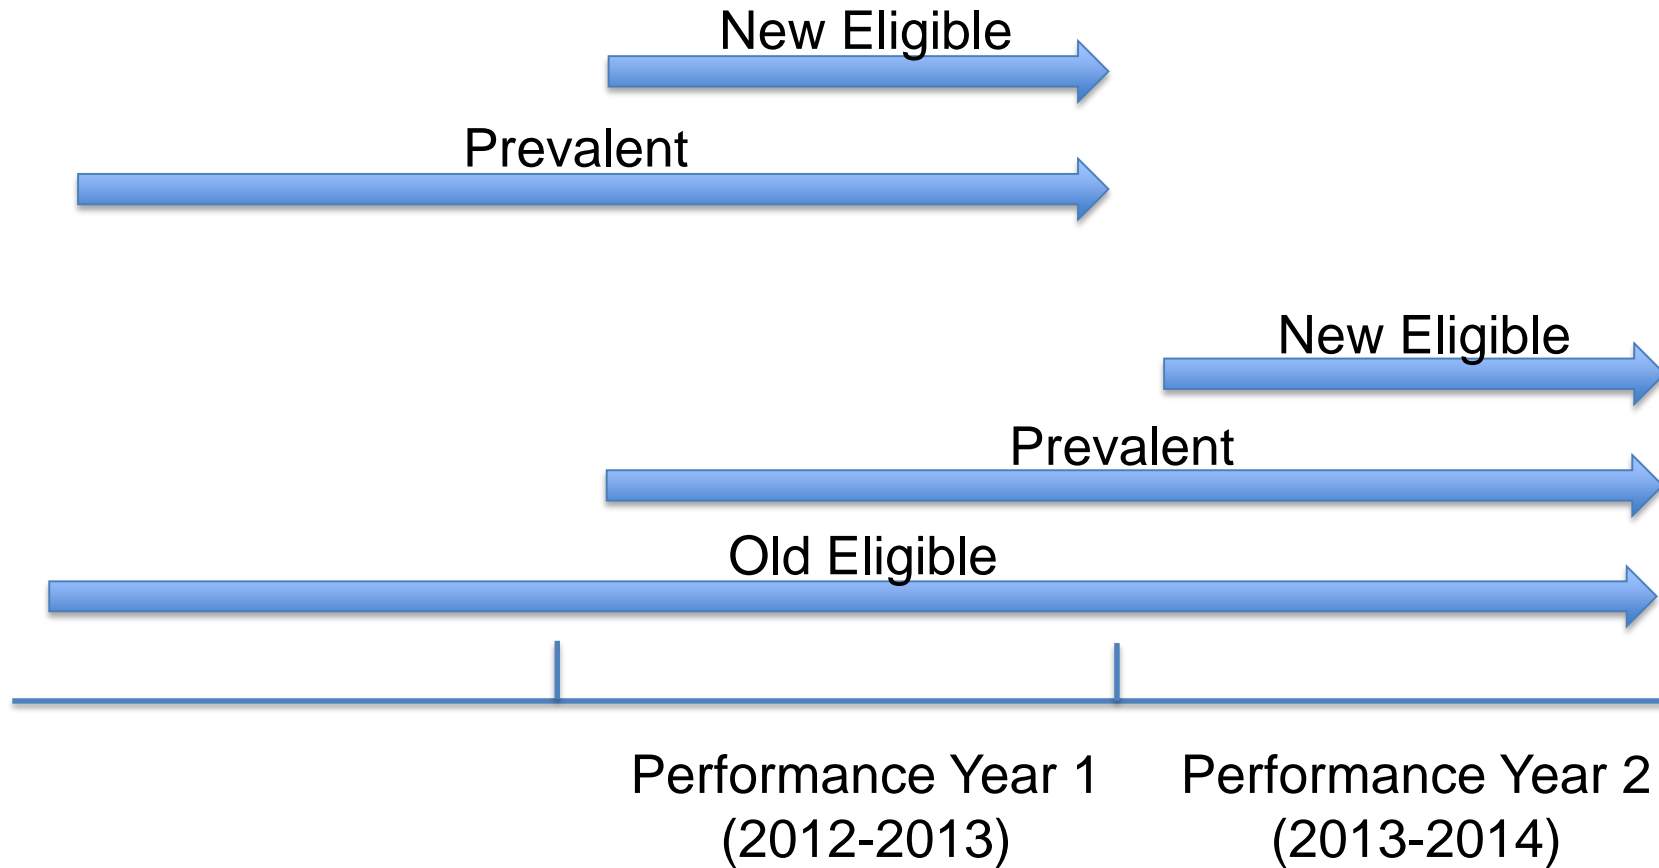 New Eligible
Prevalent
New Eligible
Prevalent
Old Eligible
Performance Year 1
(2012-2013)
Performance Year 2
(2013-2014)